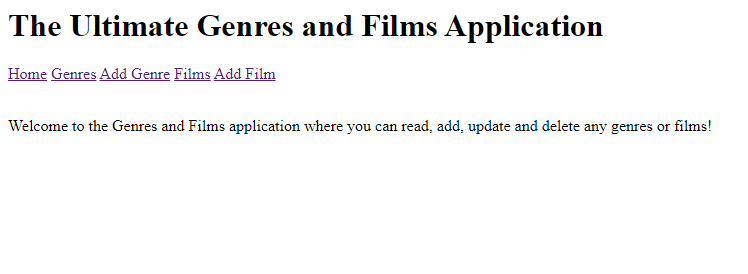 The Ultimate Genres and Films Application
Home Genres Add Genre Films Add Film
Welcome to the Genres and Films application where you can read, add, update and delete any genres or films!